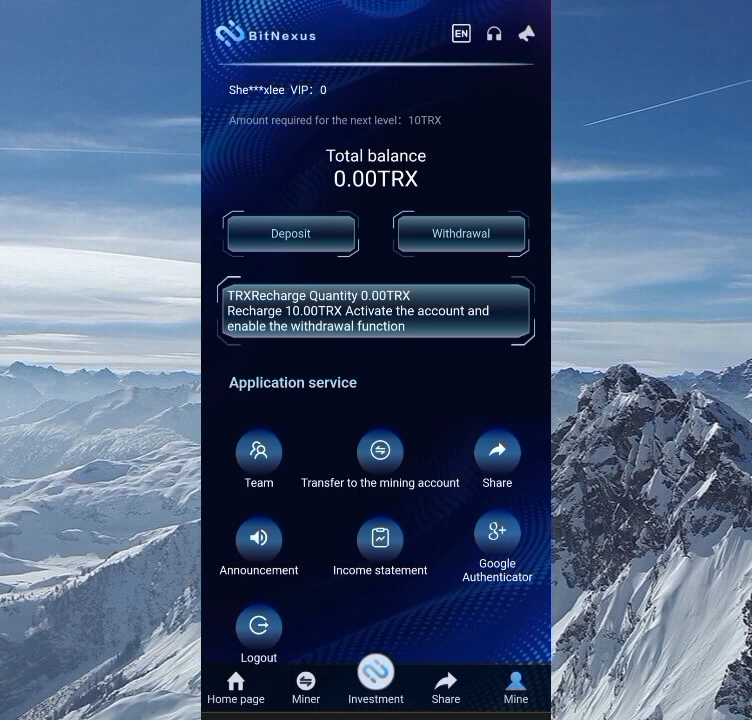 BitNexus
EN
She***xlee VIP：0
Amount required for the next level：10TRX
Total balance
0.00TRX
Deposit
Withdrawal
TRXRecharge Quantity 0.00TRX
Recharge 10.00TRX Activate the account and
enable the withdrawal function
Application service
Team
Transfer to the mining account
Share
Announcement
Income statement
Google
Authenticator
Logout
Home page
Miner
Investment
Share
Mine